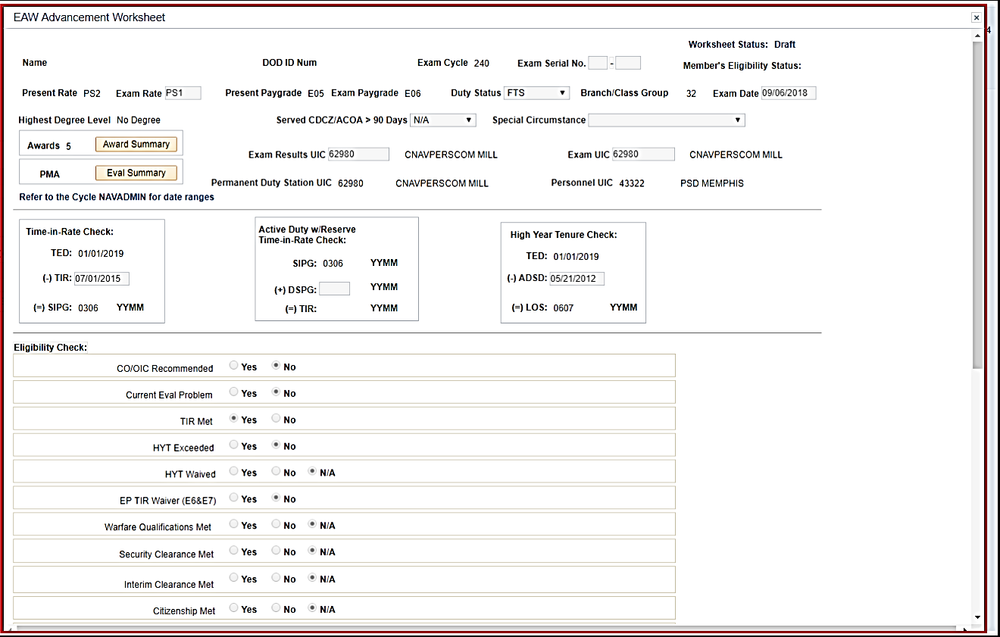 EAW Advancement Worksheet
4
Worksheet Status: Draft
Name DOD ID Num Exam Cycle 240 Exam Serial No. - Member's Eligibility Status:
Present Rate PS2 Exam Rate PS1 Present Paygrade E05 Exam Paygrade E06 Duty Status FTS Branch/Class Group 32 Exam Date 09/06/2018
Highest Degree Level No Degree Served CDCZ/ACOA > 90 Days N/A Special Circumstance
Awards 5 Award Summary
Exam Results UIC 62980 CNAVPERSCOM MILL Exam UIC 62980 CNAVPERSCOM MILL
PMA Eval Summary
Permanent Duty Station UIC 62980 CNAVPERSCOM MILL Personnel UIC 43322 PSD MEMPHIS
Refer to the Cycle NAVADMIN for date ranges
Time-in-Rate Check:
TED: 01/01/2019
(-) TIR: 07/01/2015
(=) SIPG: 0306 YYMM
Active Duty w/Reserve
Time-in-Rate Check:
SIPG: 0306 YYMM
(+) DSPG: YYMM
(=) TIR: YYMM
High Year Tenure Check:
TED: 01/01/2019
(-) ADSD: 05/21/2012
(=) LOS: 0607 YYMM
Eligibility Check:
CO/OIC Recommended Yes No
Current Eval Problem Yes No
TIR Met Yes No
HYT Exceeded Yes No
HYT Waived Yes No N/A
EP TIR Waiver (E6&E7) Yes No
Warfare Qualifications Met Yes No N/A
Security Clearance Met Yes No N/A
Interim Clearance Met Yes No N/A
Citizenship Met Yes No N/A